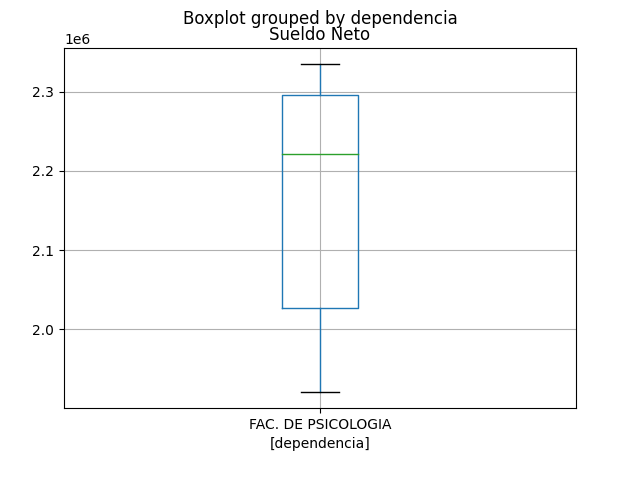 Boxplot grouped by dependencia
Sueldo Neto
1e6
2.3
2.2
2.1
2.0
FAC. DE PSICOLOGIA
[dependencia]